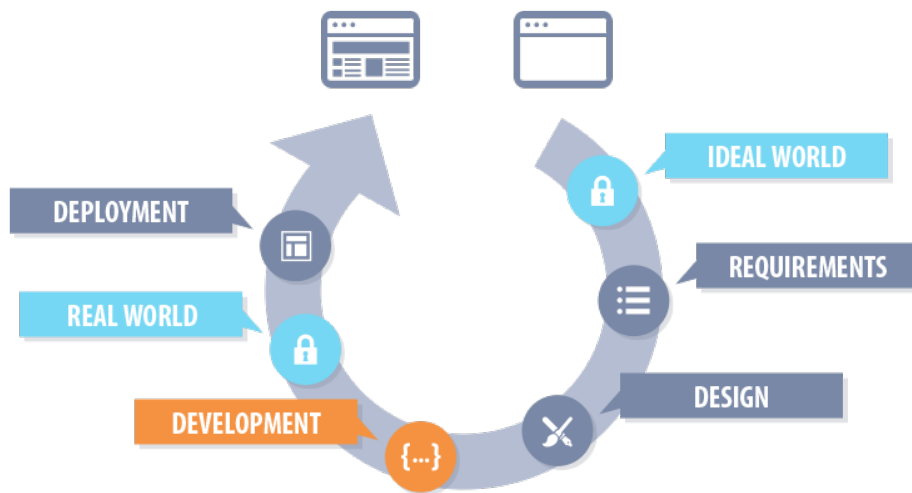 IDEAL WORLD
REQUIREMENTS
DESIGN
{...}
DEVELOPMENT
REAL WORLD
DEPLOYMENT